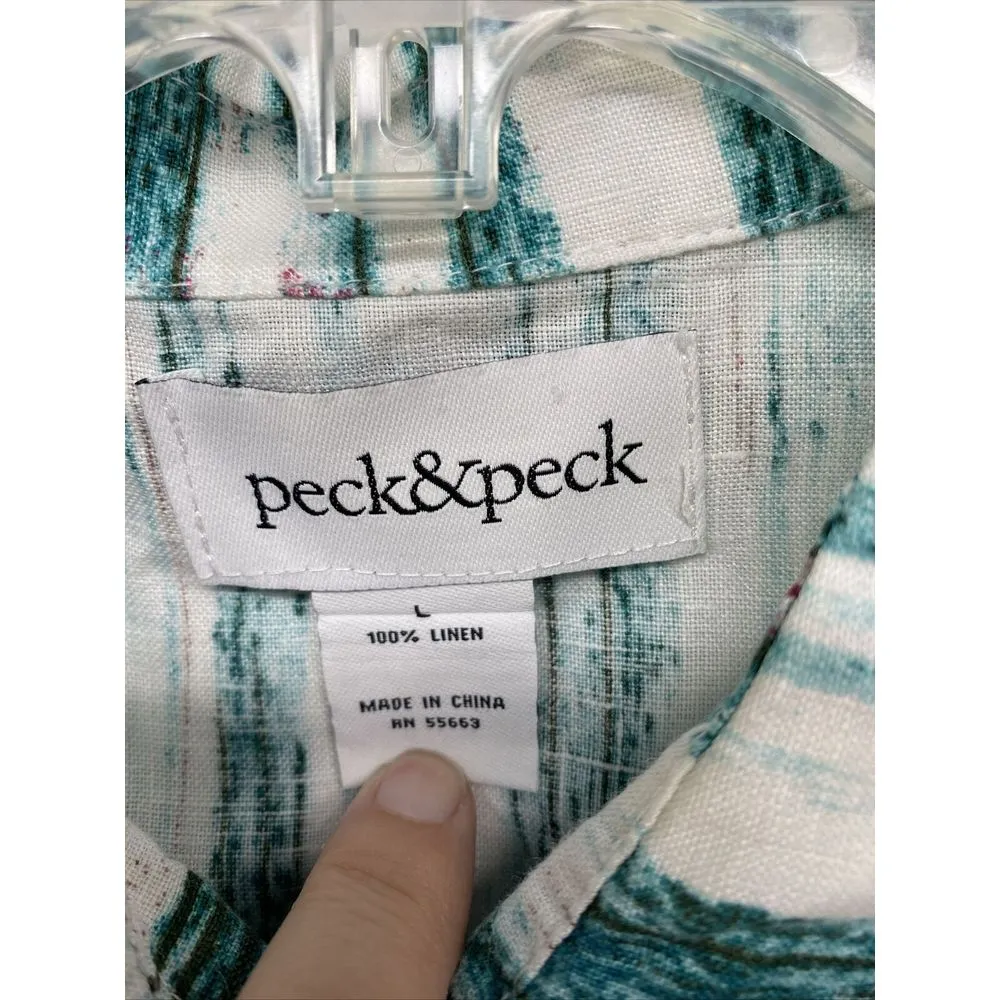 peck&peck
L
100% LINEN
MADE IN CHINA
RN 55663